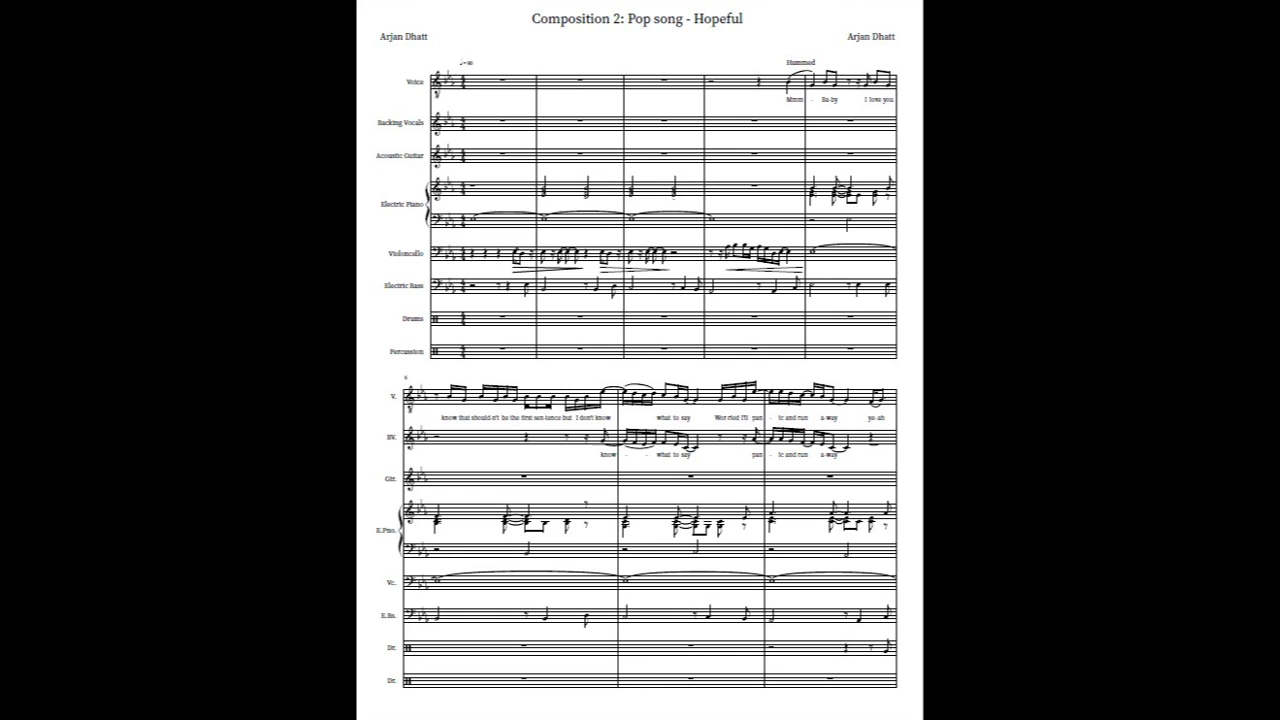 Composition 2: Pop song - Hopeful
Arjan Dhatt
Arjan Dhatt
Hummed
Voice
Mmm - Ba-by I love you
Backing Vocals
Acoustic Guitar
Electric Piano
Violoncello
Electric Bass
Drums
Percussion
6
V.
know that should n't be the first sen-tence but I don't know what to say Wor-ried I'll pan - ic and run a-way ye-ah
BV.
know - - what to say pan - ic and run a-way
Gtr.
E.Pno.
Vc.
E.Bs.
Dr.
Dr.